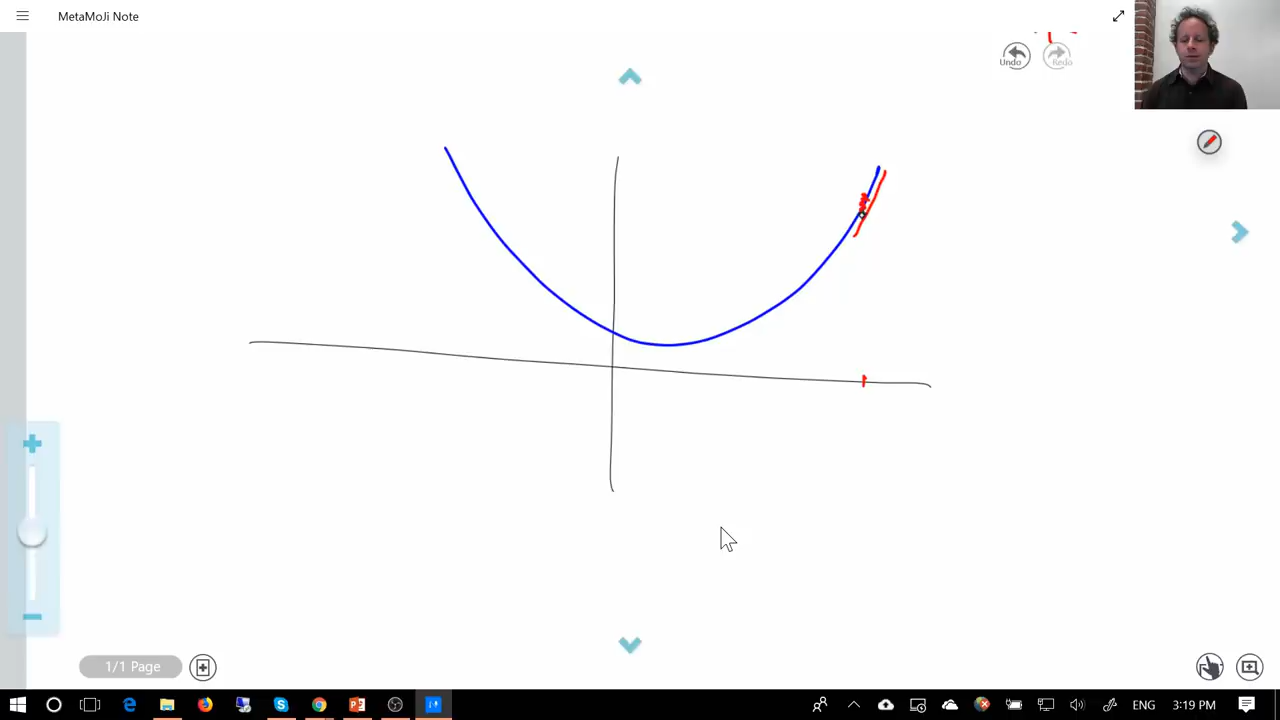 MetaMoJi Note
Undo
Redo
1/1 Page
ENG
3:19 PM